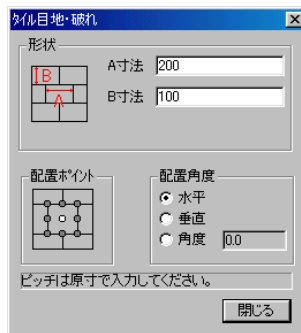 タイル目地・破れ
形状
B
A
A寸法 200
B寸法 100
配置ポイント
配置角度
水平
垂直
角度 0.0
ピッチは原寸で入力してください。
閉じる